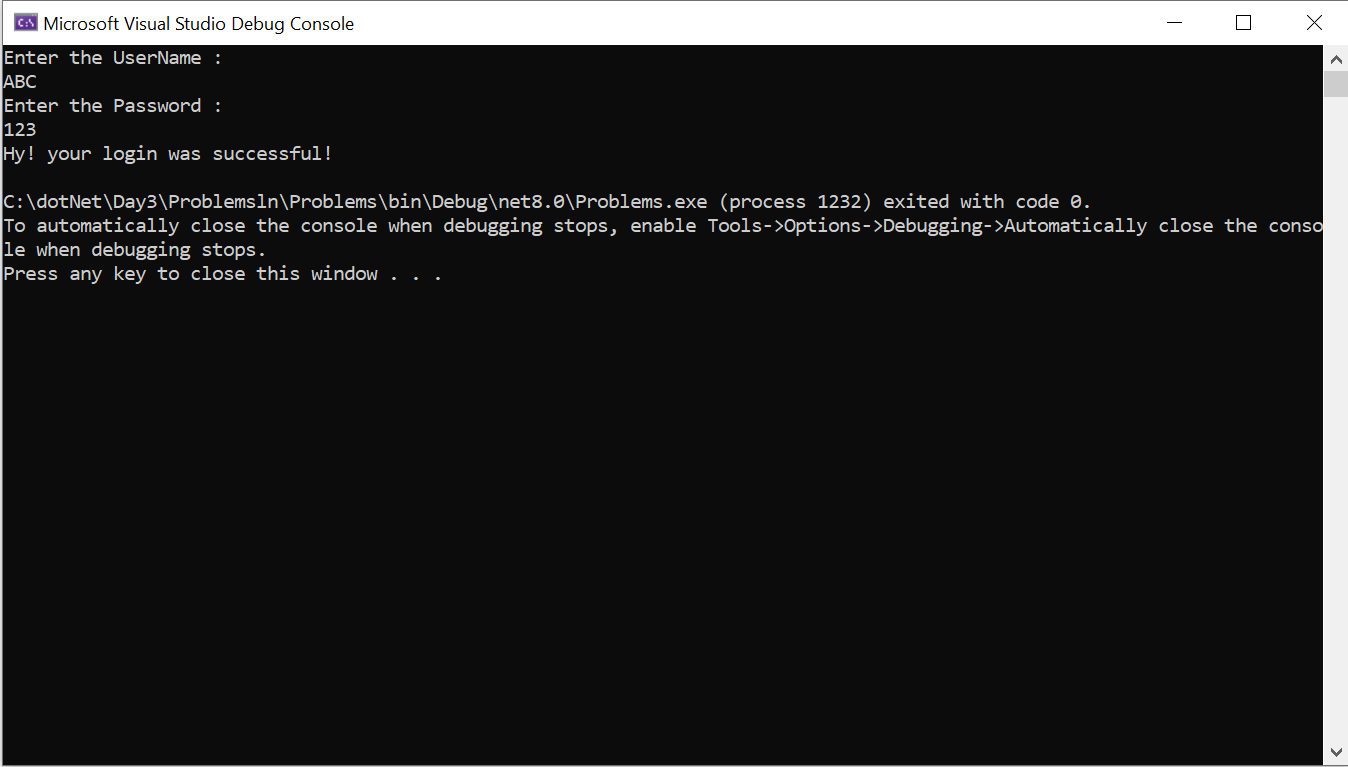 Microsoft Visual Studio Debug Console
Enter the UserName :
ABC
Enter the Password :
123
Hy! your login was successful!
C:\dotNet\Day3\Problemsln\Problems\bin\Debug\net8.0\Problems.exe (process 1232) exited with code 0.
To automatically close the console when debugging stops, enable Tools->Options->Debugging->Automatically close the conso
le when debugging stops.
Press any key to close this window . . .